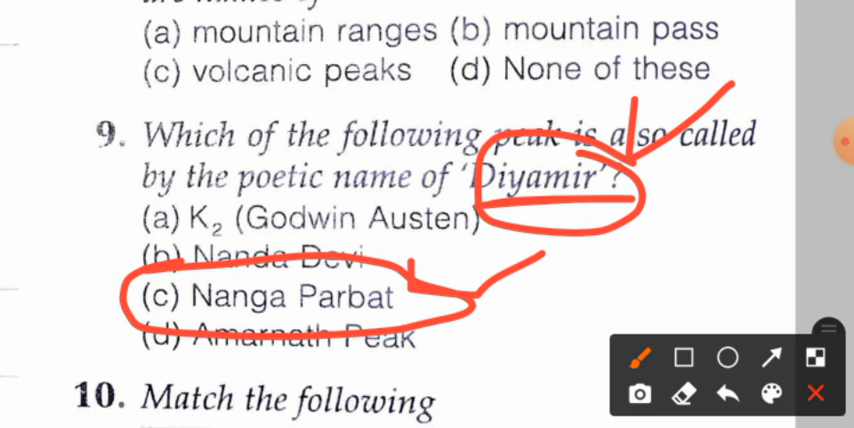 (a) mountain ranges (b) mountain pass
(c) volcanic peaks (d) None of these
9. Which of the following peak is also called
by the poetic name of ‘Diyamir’?
(a) K₂ (Godwin Austen)
(b) Nanda Devi
(c) Nanga Parbat
(d) Amarnath Peak
10. Match the following